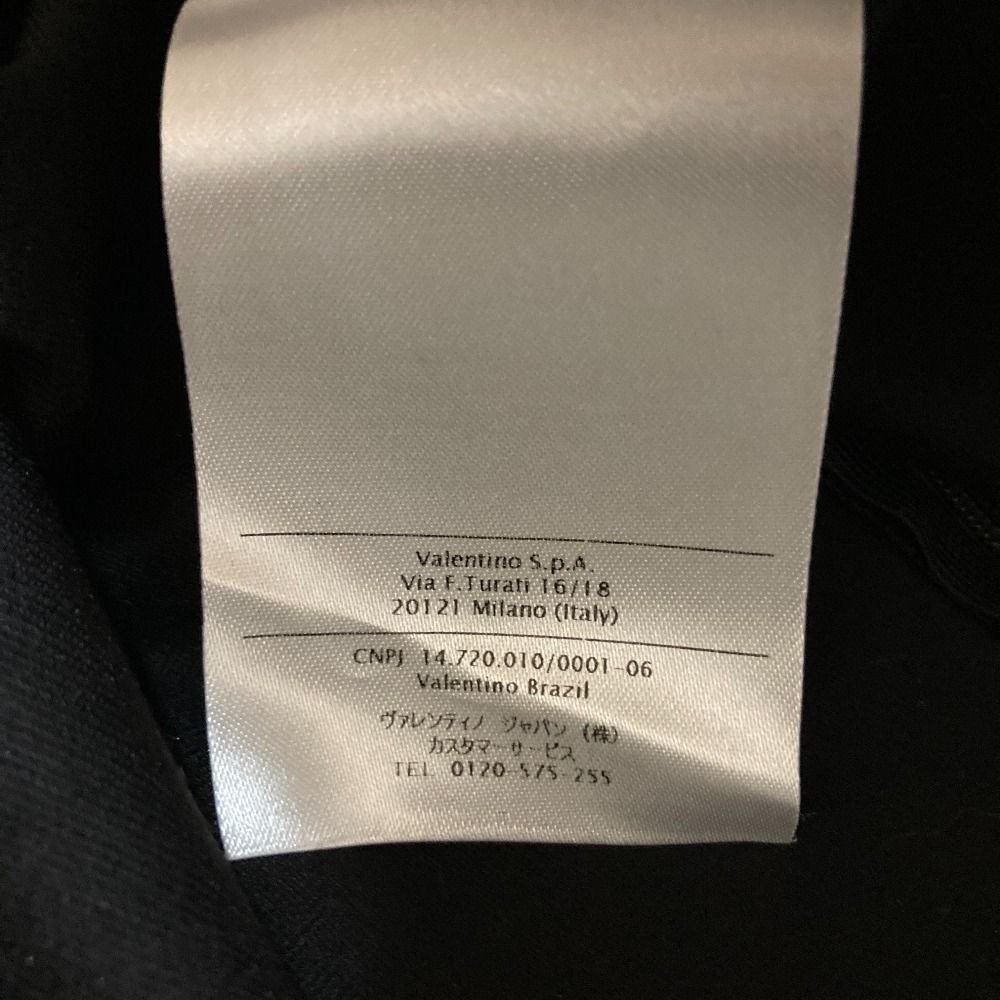 Valentino S.p.A.
Via F.Turati 16/18
20121 Milano (Italy)
CNPJ 14.720.010/0001-06
Valentino Brazil
ヴァレンティノ ジャパン (株)
カスタマーサービス
TEL 0120-575-255